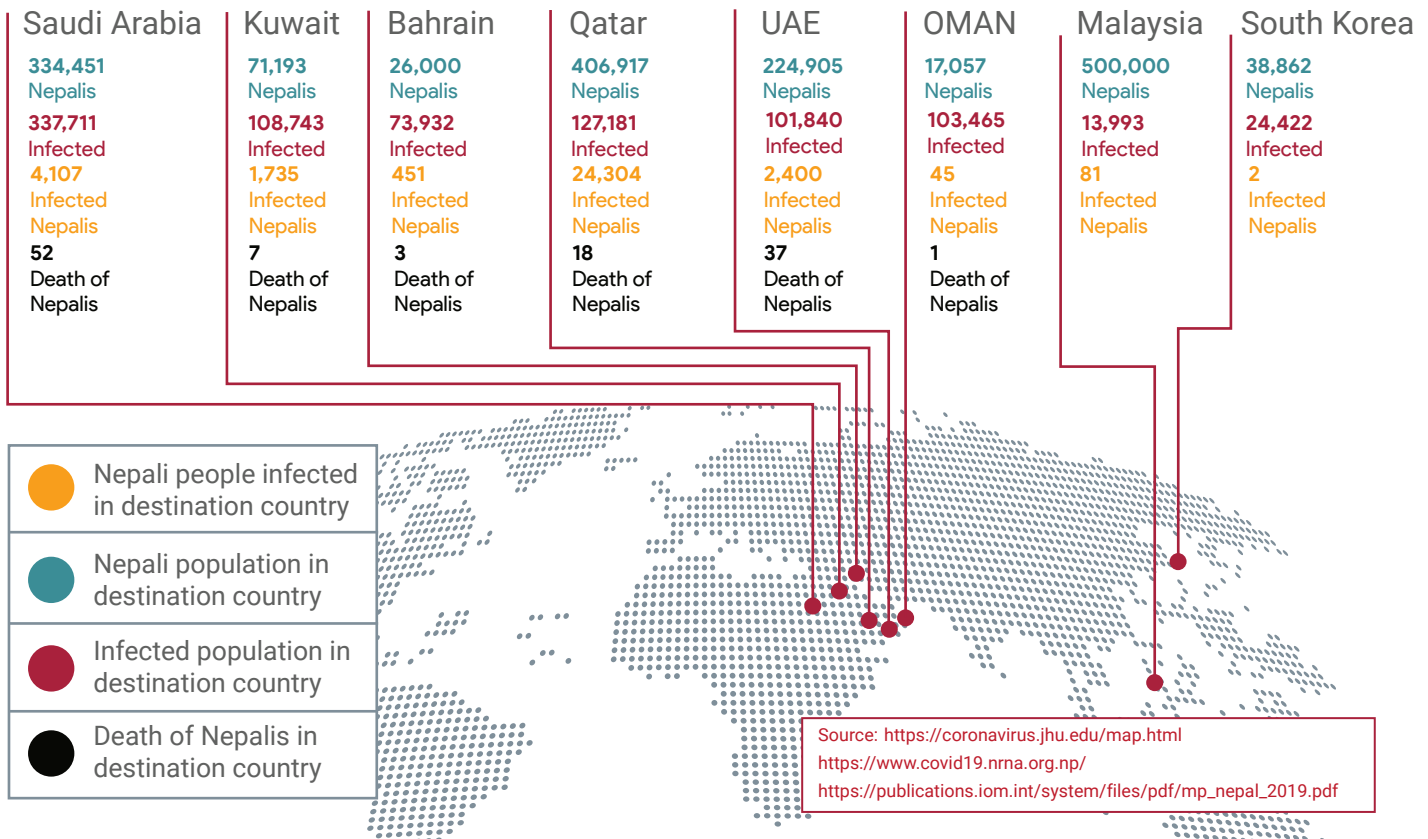 Saudi Arabia
334,451
Nepalis
337,711
Infected
4,107
Infected
Nepalis
52
Death of
Nepalis
Kuwait
71,193
Nepalis
108,743
Infected
1,735
Infected
Nepalis
7
Death of
Nepalis
Bahrain
26,000
Nepalis
73,932
Infected
451
Infected
Nepalis
3
Death of
Nepalis
Qatar
406,917
Nepalis
127,181
Infected
24,304
Infected
Nepalis
18
Death of
Nepalis
UAE
224,905
Nepalis
101,840
Infected
2,400
Infected
Nepalis
37
Death of
Nepalis
OMAN
17,057
Nepalis
103,465
Infected
45
Infected
Nepalis
1
Death of
Nepalis
Malaysia
500,000
Nepalis
13,993
Infected
81
Infected
Nepalis
South Korea
38,862
Nepalis
24,422
Infected
2
Infected
Nepalis
Nepali people infected
in destination country
Nepali population in
destination country
Infected population in
destination country
Death of Nepalis in
destination country
Source: https://coronavirus.jhu.edu/map.html
https://www.covid19.nrna.org.np/
https://publications.iom.int/system/files/pdf/mp_nepal_2019.pdf